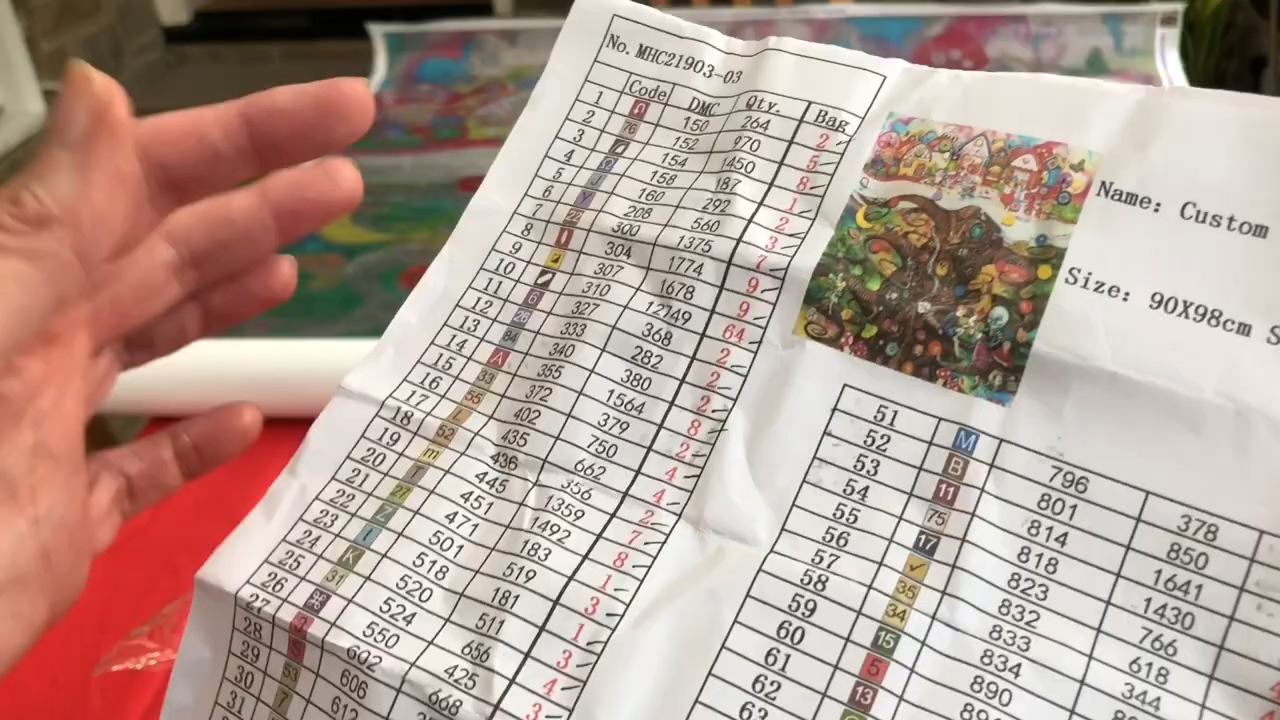 No. MHC21903-03
Code DMC Qty. Bag
1 Ω 150 264 2
2 76 152 970 5
3 154 1450 8
4 Ω 158 187 1
5 J 160 292 2
6 Y 208 560 3
7 22 300 1375 7
8 304 1774 9
9 307 1678 9
10 310 12749 64
11 6 327 368 2
12 26 333 282 2
13 84 340 380 2
14 A 355 1564 8
15 33 372 379 2
16 55 402 750 4
17 L 435 662 4
18 52 436 356 2
19 m 445 1359 7
20 T 451 1492 8
21 27 471 183 1
22 Z 501 519 3
23 t 518 181 1
24 K 520 511 3
25 31 524 656 4
26 ⌘ 550 425 3
27 3 602 668
28 S 606
29 53 612
30 7
31
Name: Custom
Size: 90X98cm S
51 M 796 378
52 B 801 850
53 11 814 1641
54 75 818 1430
55 17 823 766
56 ✓ 832 618
57 35 833 344
58 34 834
59 15 890
60 5
61 13
62
63